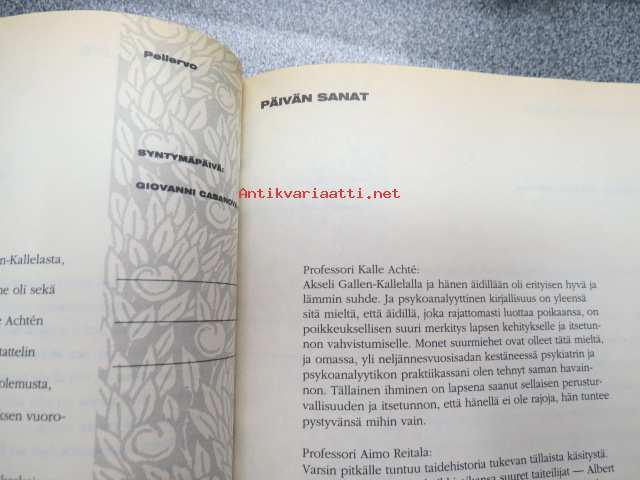 Pellervo
SYNTYMÄPÄIVÄ:
GIOVANNI CASANOVA
n-Kallelasta,
ne oli sekä
Achtén
tattelin
olemusta,
ksen vuoro-
PÄIVÄN SANAT
Antikvariaatti.net
Professori Kalle Achté:
Akseli Gallen-Kallelalla ja hänen äidillään oli erityisen hyvä ja
lämmin suhde. Ja psykoanalyyttinen kirjallisuus on yleensä
sitä mieltä, että äidillä, joka rajattomasti luottaa poikaansa, on
poikkeuksellisen suuri merkitys lapsen kehitykselle ja itsetun-
non vahvistumiselle. Monet suurmiehet ovat olleet tätä mieltä,
ja omassa, yli neljännesvuosisadan kestäneessä psykiatrin ja
psykoanalyytikon praktiikassani olen tehnyt saman havain-
non. Tällainen ihminen on lapsena saanut sellaisen perustur-
vallisuuden ja itsetunnon, että hänellä ei ole rajoja, hän tuntee
pystyvänsä mihin vain.
Professori Aimo Reitala:
Varsin pitkälle tuntuu taidehistoria tukevan tällaista käsitystä.
suuret taiteilijat — Albert